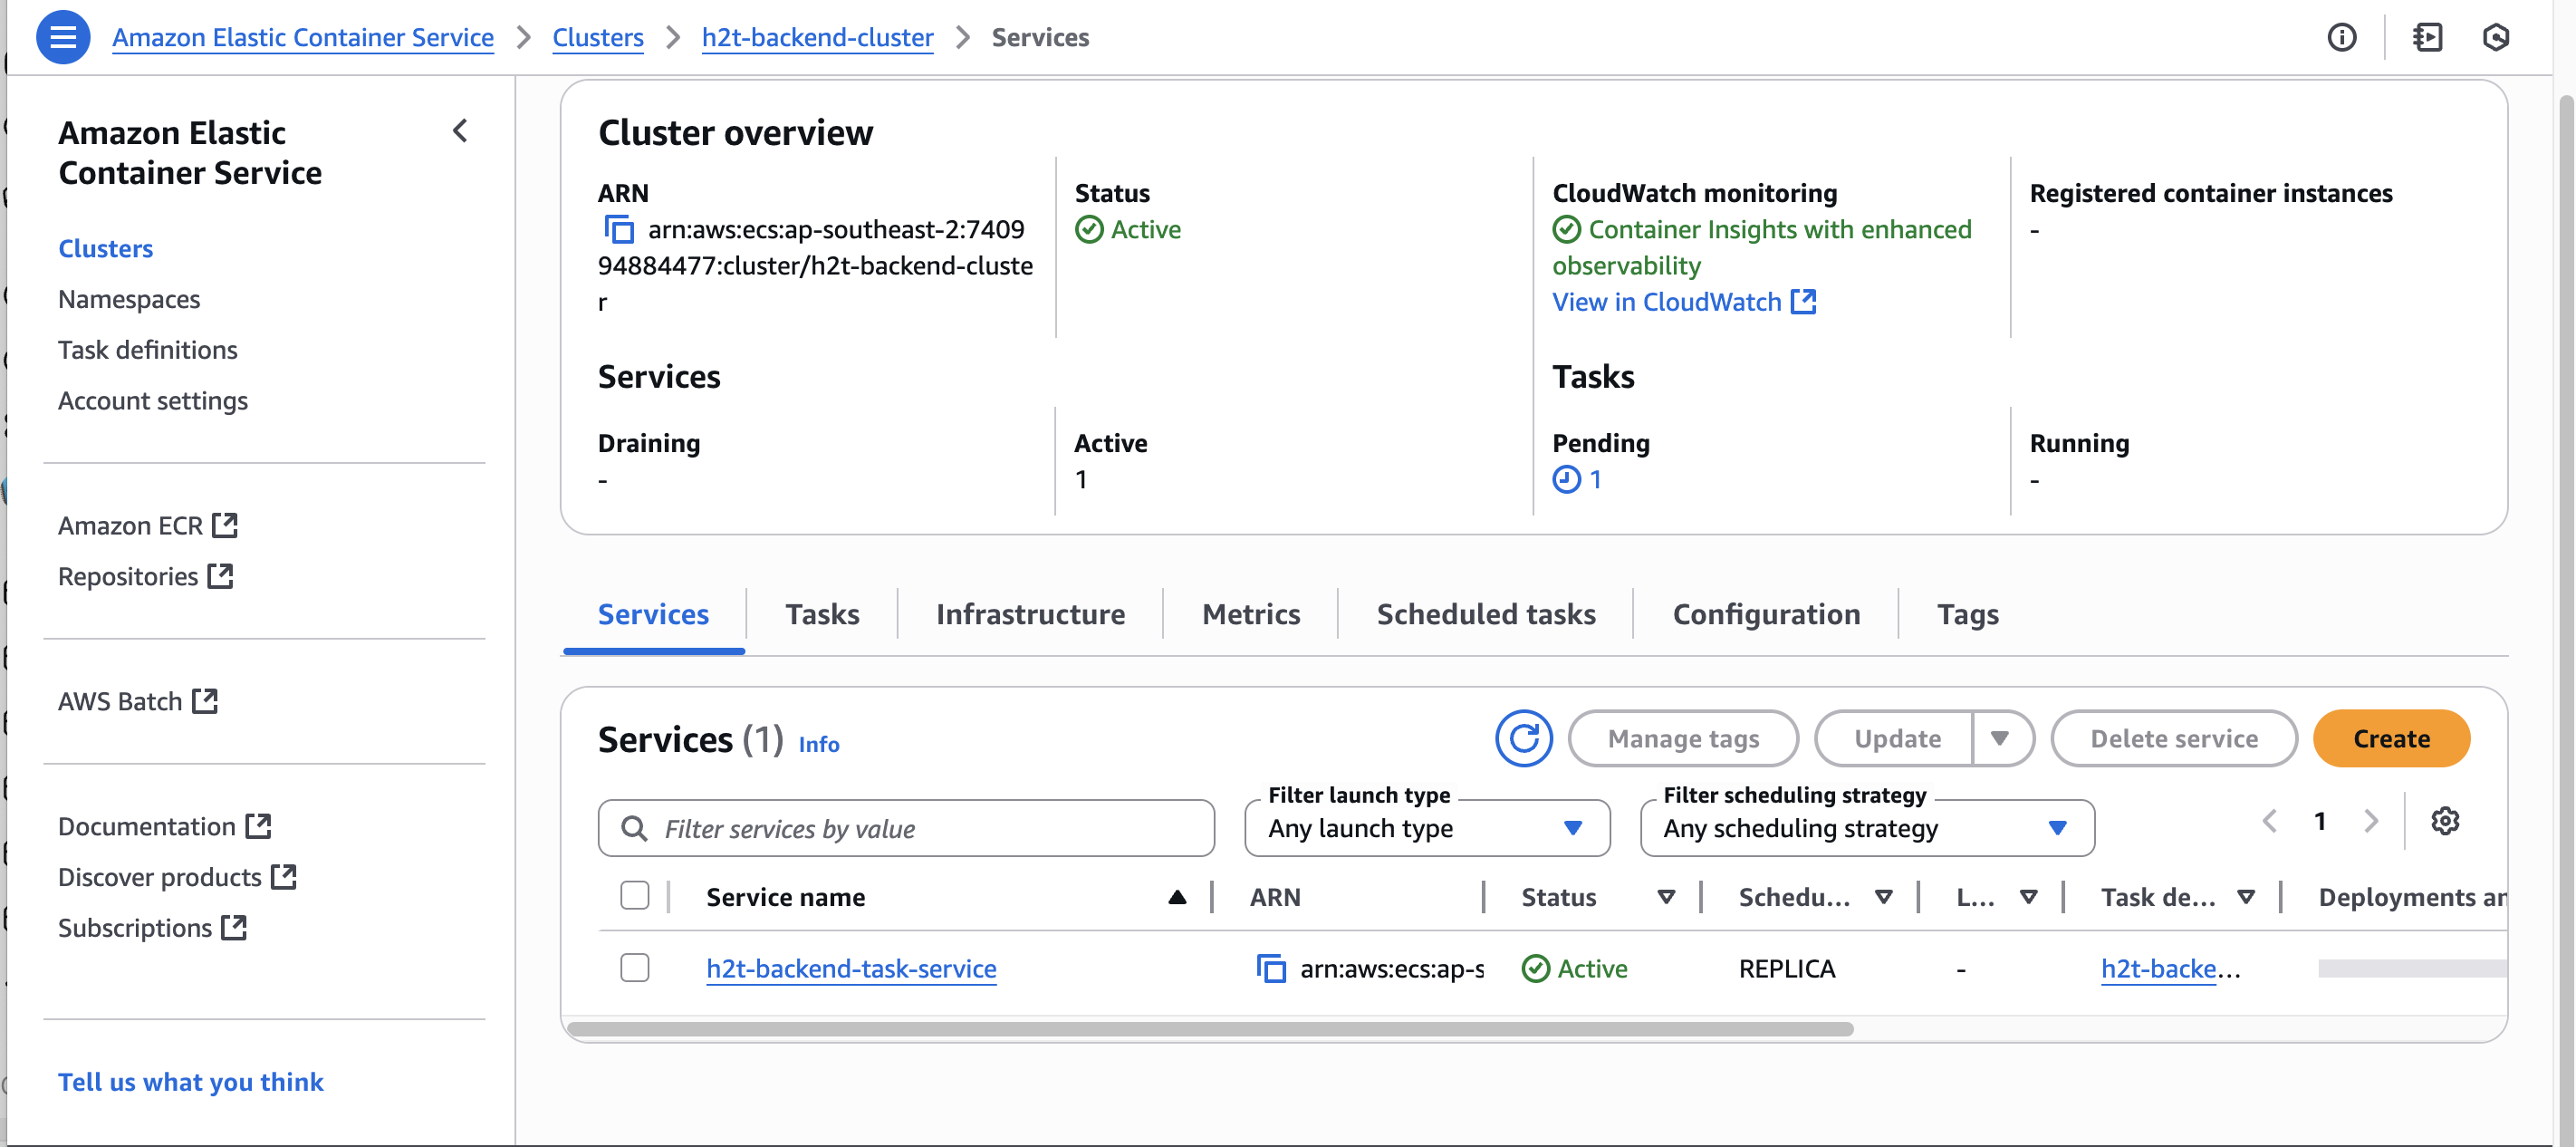 Amazon Elastic Container Service > Clusters > h2t-backend-cluster > Services
Amazon Elastic
Container Service
Clusters
Namespaces
Task definitions
Account settings
Amazon ECR
Repositories
AWS Batch
Documentation
Discover products
Subscriptions
Tell us what you think
Cluster overview
ARN
arn:aws:ecs:ap-southeast-2:7409
94884477:cluster/h2t-backend-cluste
r
Status
Active
CloudWatch monitoring
Container Insights with enhanced
observability
View in CloudWatch
Registered container instances
-
Services
Draining
-
Active
1
Tasks
Pending
1
Running
-
Services Tasks Infrastructure Metrics Scheduled tasks Configuration Tags
Services (1) Info
Manage tags Update Delete service Create
Filter services by value
Filter launch type
Any launch type
Filter scheduling strategy
Any scheduling strategy
1
Service name ARN Status Schedu... L... Task de... Deployments an
h2t-backend-task-service arn:aws:ecs:ap-s Active REPLICA - h2t-backe...